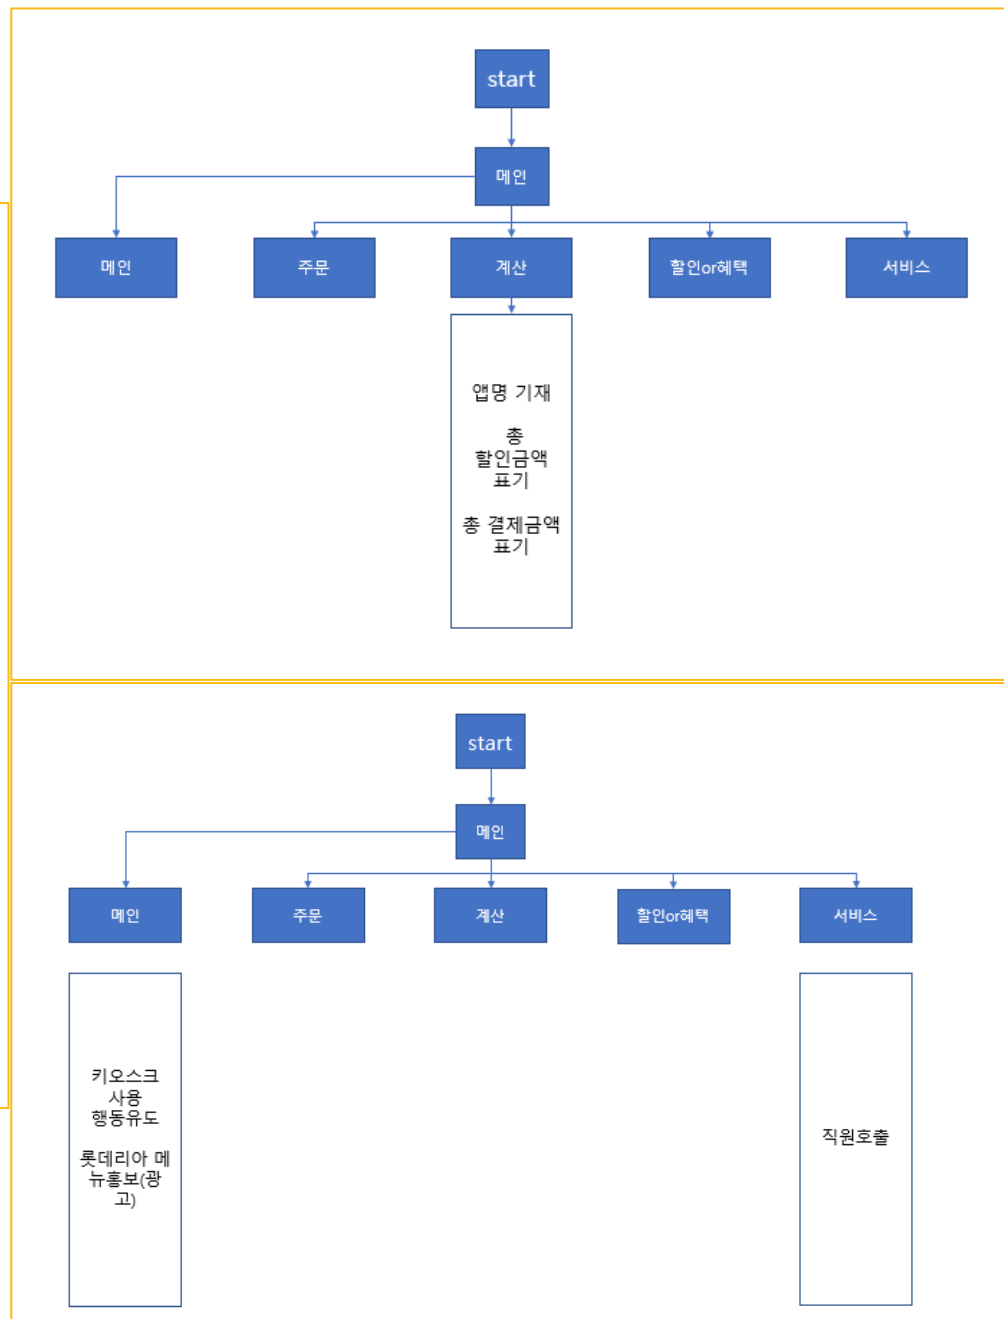 start
메인
메인
주문
계산
할인or혜택
서비스
앱명 기재
총
할인금액
표기
총 결제금액
표기
start
메인
메인
주문
계산
할인or혜택
서비스
키오스크
사용
행동유도
롯데리아 메
뉴홍보(광
고)
직원호출